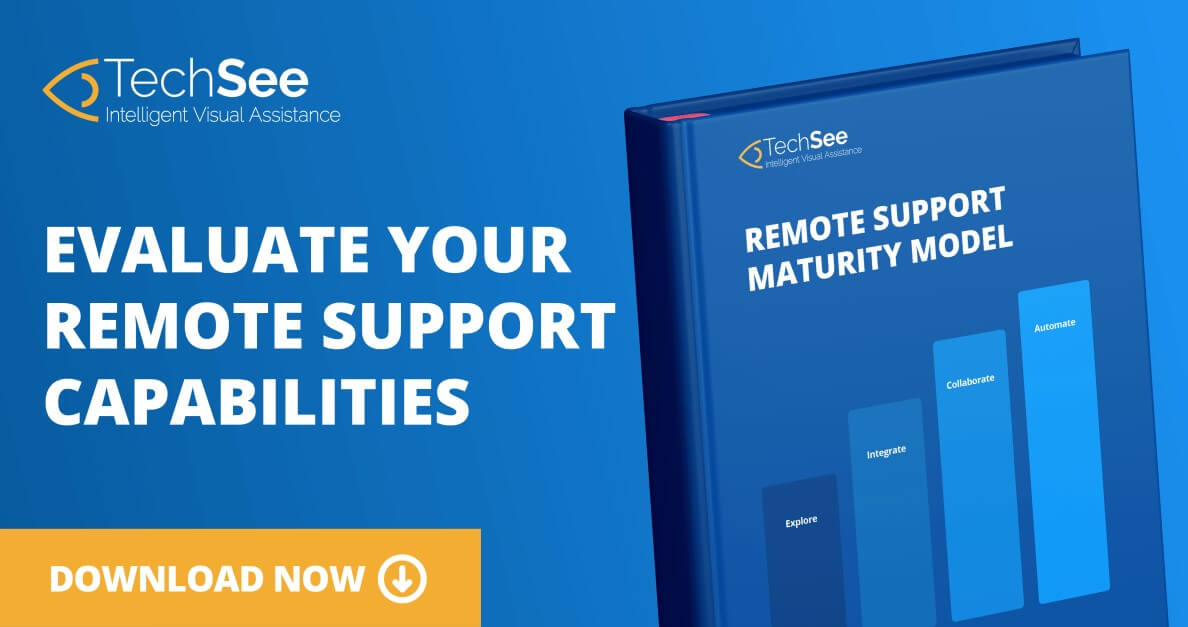 TechSee
Intelligent Visual Assistance
EVALUATE YOUR
REMOTE SUPPORT
CAPABILITIES
DOWNLOAD NOW
TechSee
Intelligent Visual Assistance
REMOTE SUPPORT
MATURITY MODEL
Explore
Integrate
Collaborate
Automate